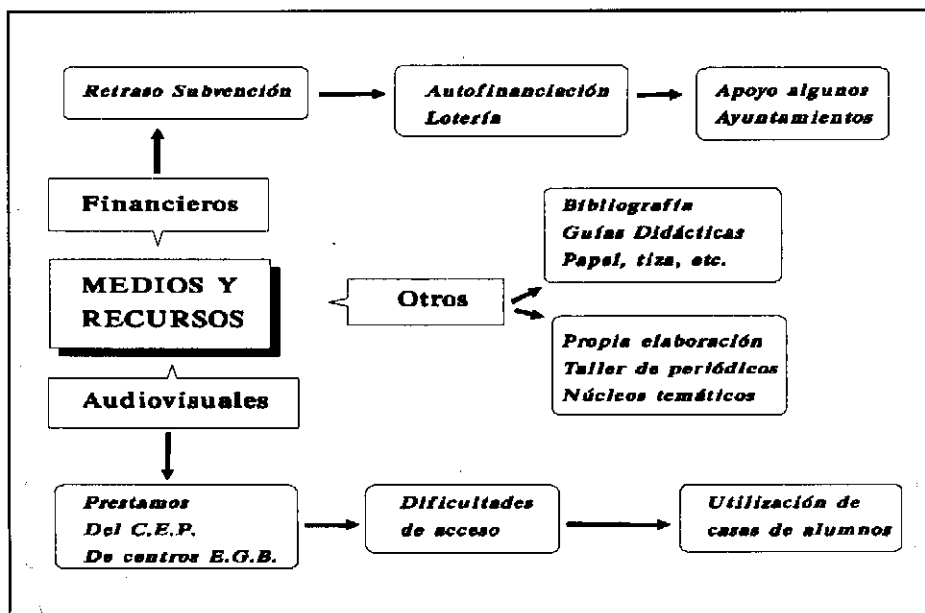 Retraso Subvención
Autofinanciación
Lotería
Apoyo algunos
Ayuntamientos
Financieros
MEDIOS Y
RECURSOS
Otros
Bibliografía
Guías Didácticas
Papel, tiza, etc.
Propia elaboración
Taller de periódicos
Núcleos temáticos
Audiovisuales
Prestamos
Del C.E.P.
De centros E.G.B.
Dificultades
de acceso
Utilización de
casas de alumnos